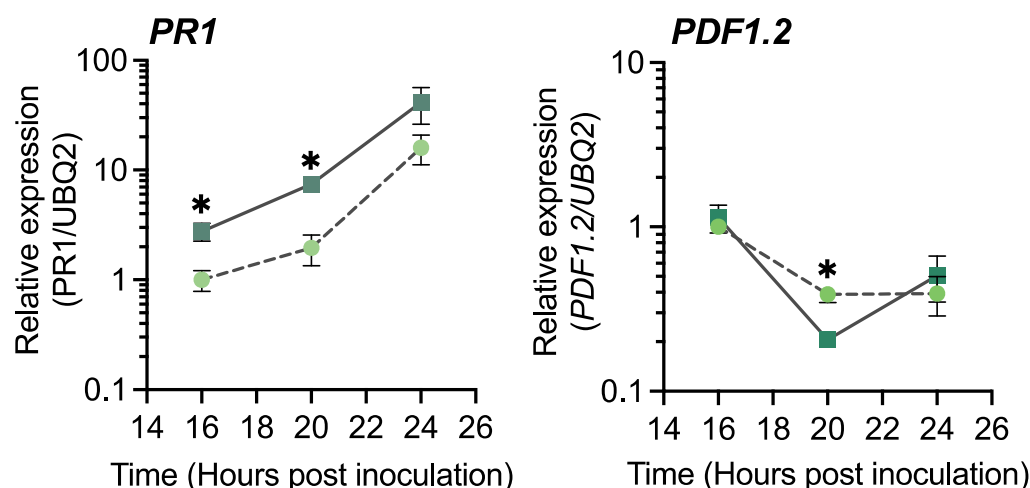 PR1
Relative expression
(PR1/UBQ2)
100
10
1
0.1
*
*
14 16 18 20 22 24 26
Time (Hours post inoculation)
PDF1.2
Relative expression
(PDF1.2/UBQ2)
10
1
0.1
*
14 16 18 20 22 24 26
Time (Hours post inoculation)